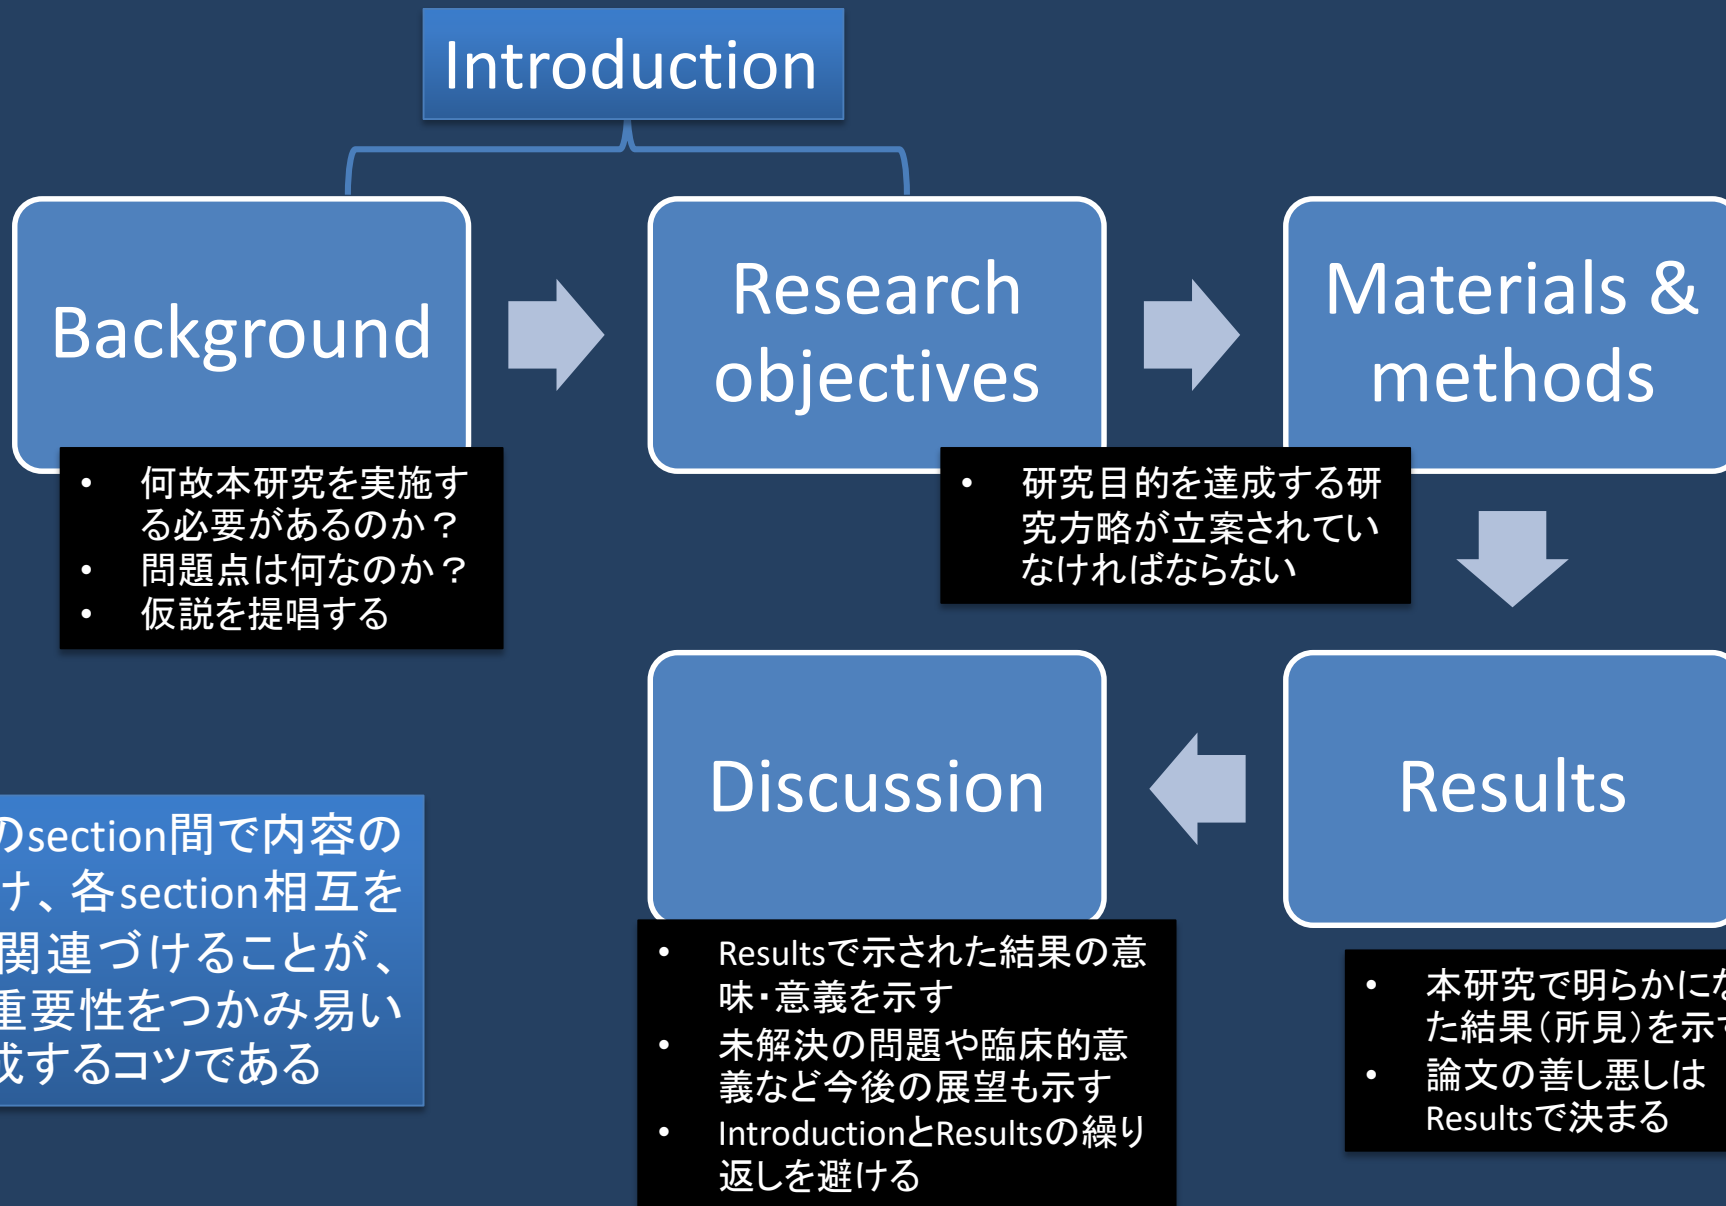 Introduction
Background
Research
objectives
Materials &
methods
• 何故本研究を実施す
る必要があるのか？
• 問題点は何なのか？
• 仮説を提唱する
• 研究目的を達成する研
究方略が立案されてい
なければならない
Discussion
Results
のsection間で内容の
け、各section相互を
関連づけることが、
重要性をつかみ易い
成するコツである
• Resultsで示された結果の意
味・意義を示す
• 未解決の問題や臨床的意
義など今後の展望も示す
• IntroductionとResultsの繰り
返しを避ける
• 本研究で明らかにな
た結果（所見）を示す
• 論文の善し悪しは
Resultsで決まる